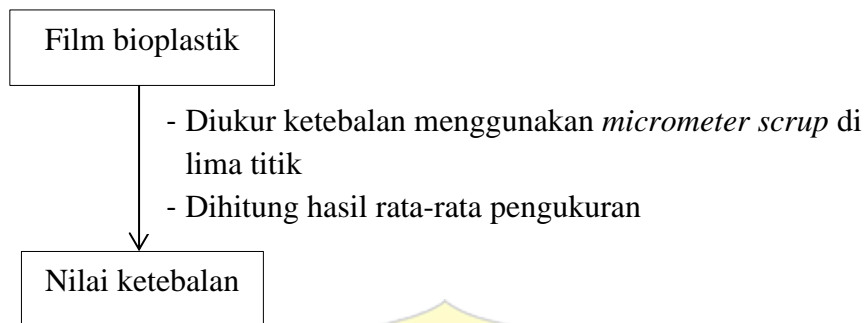 Film bioplastik
- Diukur ketebalan menggunakan micrometer scrup di
lima titik
- Dihitung hasil rata-rata pengukuran
Nilai ketebalan